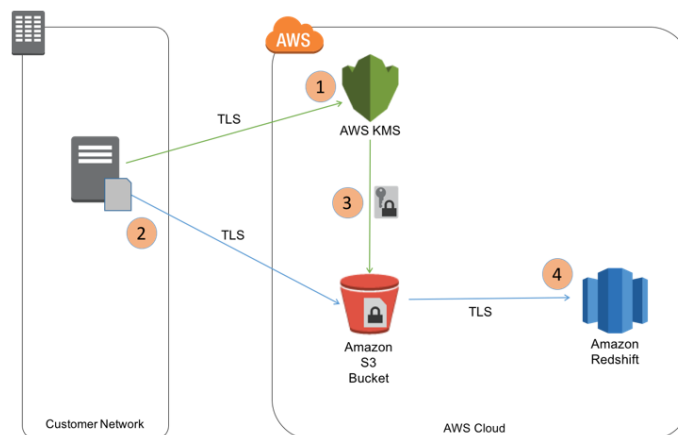 AWS
1
AWS KMS
TLS
3
2
TLS
4
TLS
Amazon
S3
Bucket
Amazon
Redshift
Customer Network
AWS Cloud